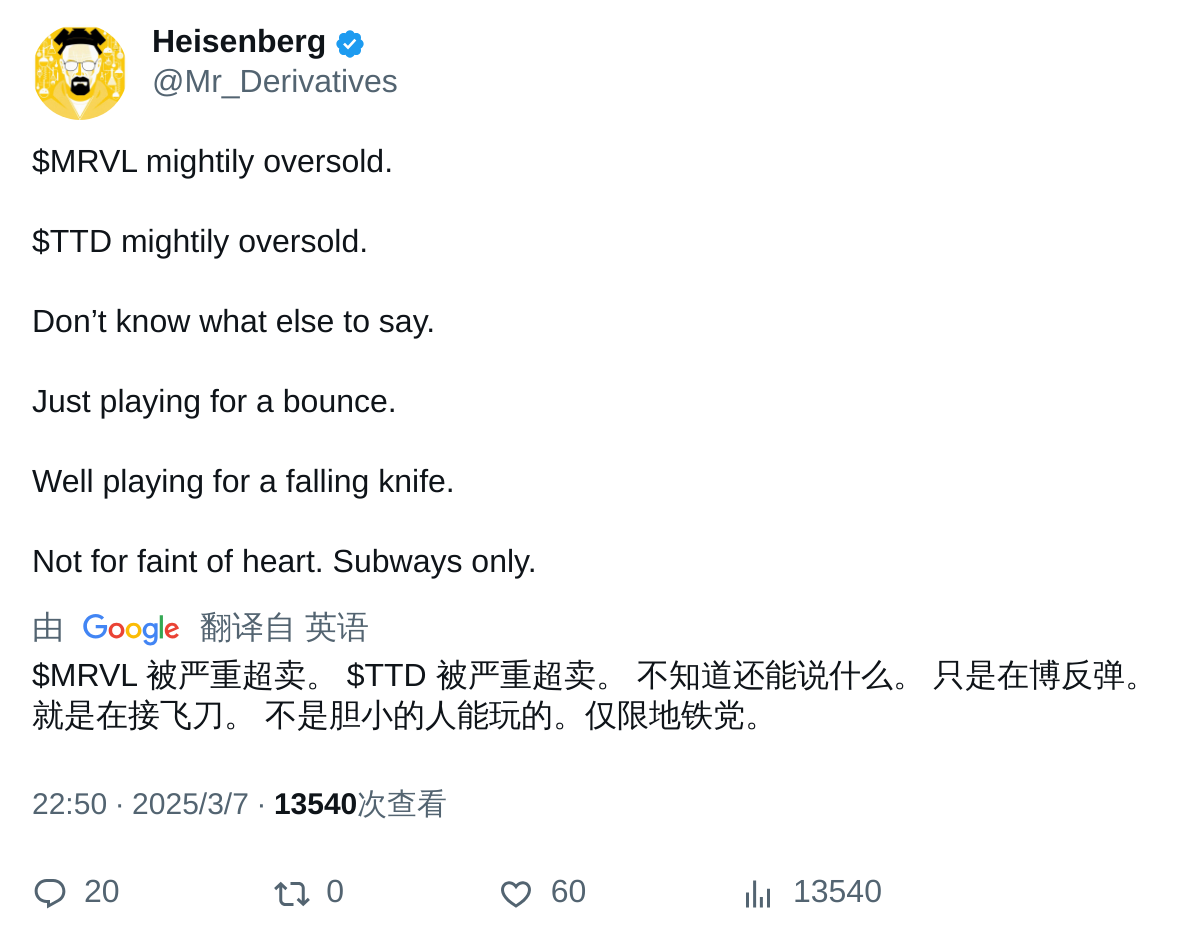 Heisenberg
@Mr_Derivatives
$MRVL mightily oversold.
$TTD mightily oversold.
Don’t know what else to say.
Just playing for a bounce.
Well playing for a falling knife.
Not for faint of heart. Subways only.
由 Google 翻译自 英语
$MRVL 被严重超卖。 $TTD 被严重超卖。 不知道还能说什么。 只是在博反弹。
就是在接飞刀。 不是胆小的人能玩的。仅限地铁党。
22:50 · 2025/3/7 · 13540次查看
20 0 60 13540